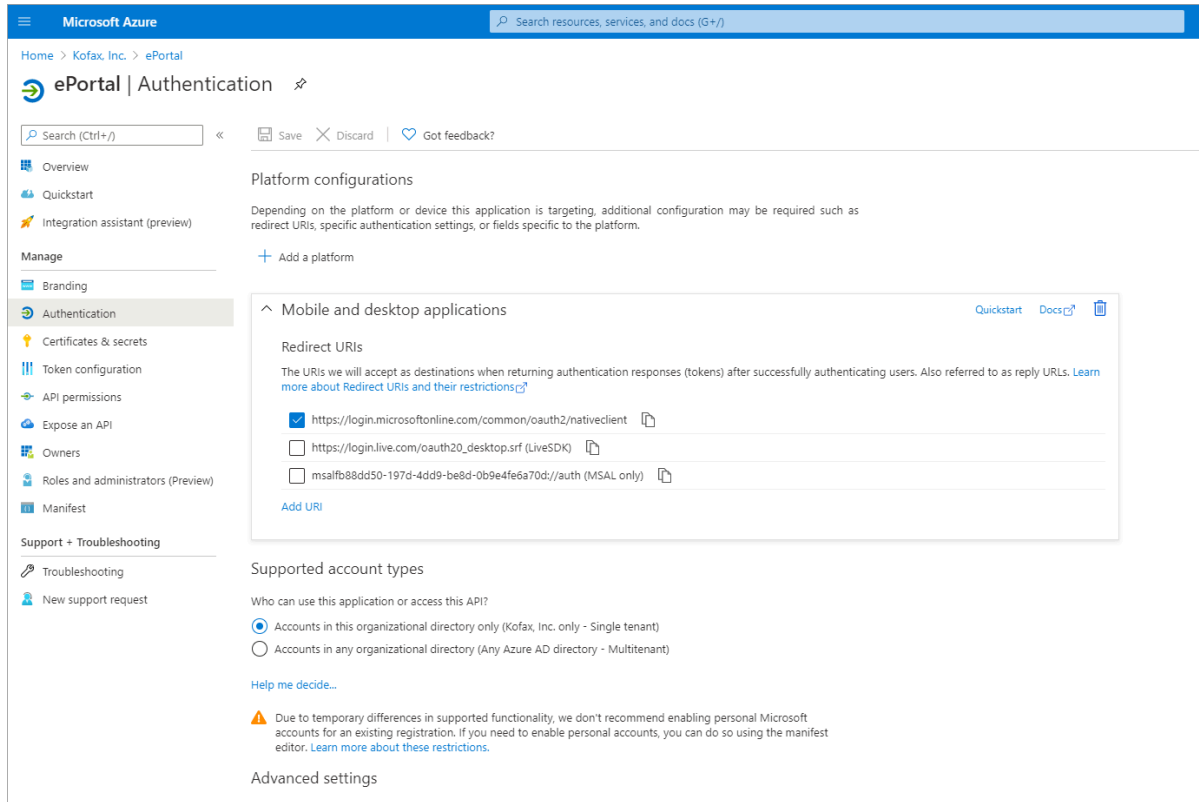 Microsoft Azure
Search resources, services, and docs (G+/)
Home > Kofax, Inc. > ePortal
ePortal | Authentication
Search (Ctrl+/)
«
Save
Discard
Got feedback?
Overview
Quickstart
Integration assistant (preview)
Manage
Branding
Authentication
Certificates & secrets
Token configuration
API permissions
Expose an API
Owners
Roles and administrators (Preview)
Manifest
Support + Troubleshooting
Troubleshooting
New support request
Platform configurations
Depending on the platform or device this application is targeting, additional configuration may be required such as
redirect URIs, specific authentication settings, or fields specific to the platform.
Add a platform
Mobile and desktop applications
Quickstart
Docs
Redirect URIs
The URIs we will accept as destinations when returning authentication responses (tokens) after successfully authenticating users. Also referred to as reply URLs. Learn
more about Redirect URIs and their restrictions
https://login.microsoftonline.com/common/oauth2/nativeclient
https://login.live.com/oauth20_desktop.srf (LiveSDK)
msalfb88dd50-197d-4dd9-be8d-0b9e4fe6a70d://auth (MSAL only)
Add URI
Supported account types
Who can use this application or access this API?
Accounts in this organizational directory only (Kofax, Inc. only - Single tenant)
Accounts in any organizational directory (Any Azure AD directory - Multitenant)
Help me decide...
Due to temporary differences in supported functionality, we don't recommend enabling personal Microsoft
accounts for an existing registration. If you need to enable personal accounts, you can do so using the manifest
editor. Learn more about these restrictions.
Advanced settings